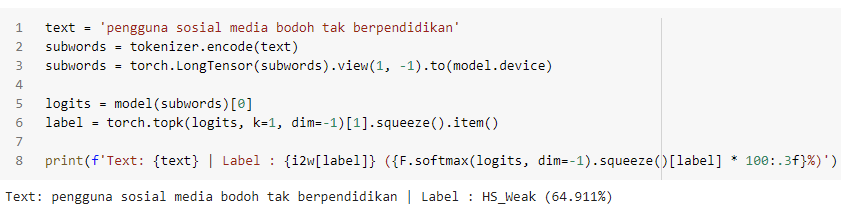 1 text = 'pengguna sosial media bodoh tak berpendidikan'
2 subwords = tokenizer.encode(text)
3 subwords = torch.LongTensor(subwords).view(1, -1).to(model.device)
4
5 logits = model(subwords)[0]
6 label = torch.topk(logits, k=1, dim=-1)[1].squeeze().item()
7
8 print(f'Text: {text} | Label : {i2w[label]} ({F.softmax(logits, dim=-1).squeeze()[label] * 100:.3f}%)')
Text: pengguna sosial media bodoh tak berpendidikan | Label : HS_Weak (64.911%)